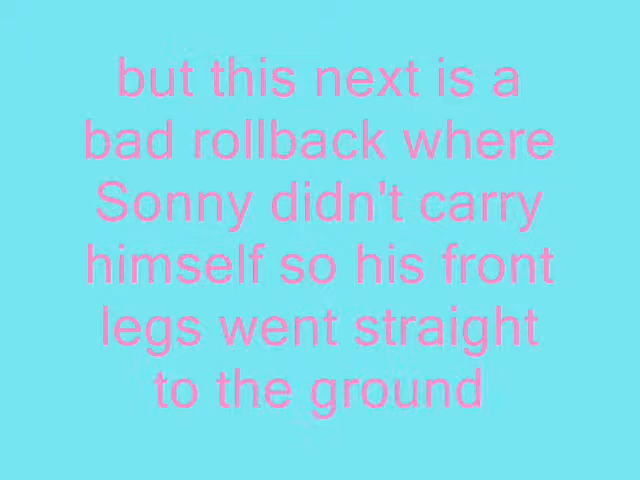 but this next is a
bad rollback where
Sonny didn't carry
himself so his front
legs went straight
to the ground